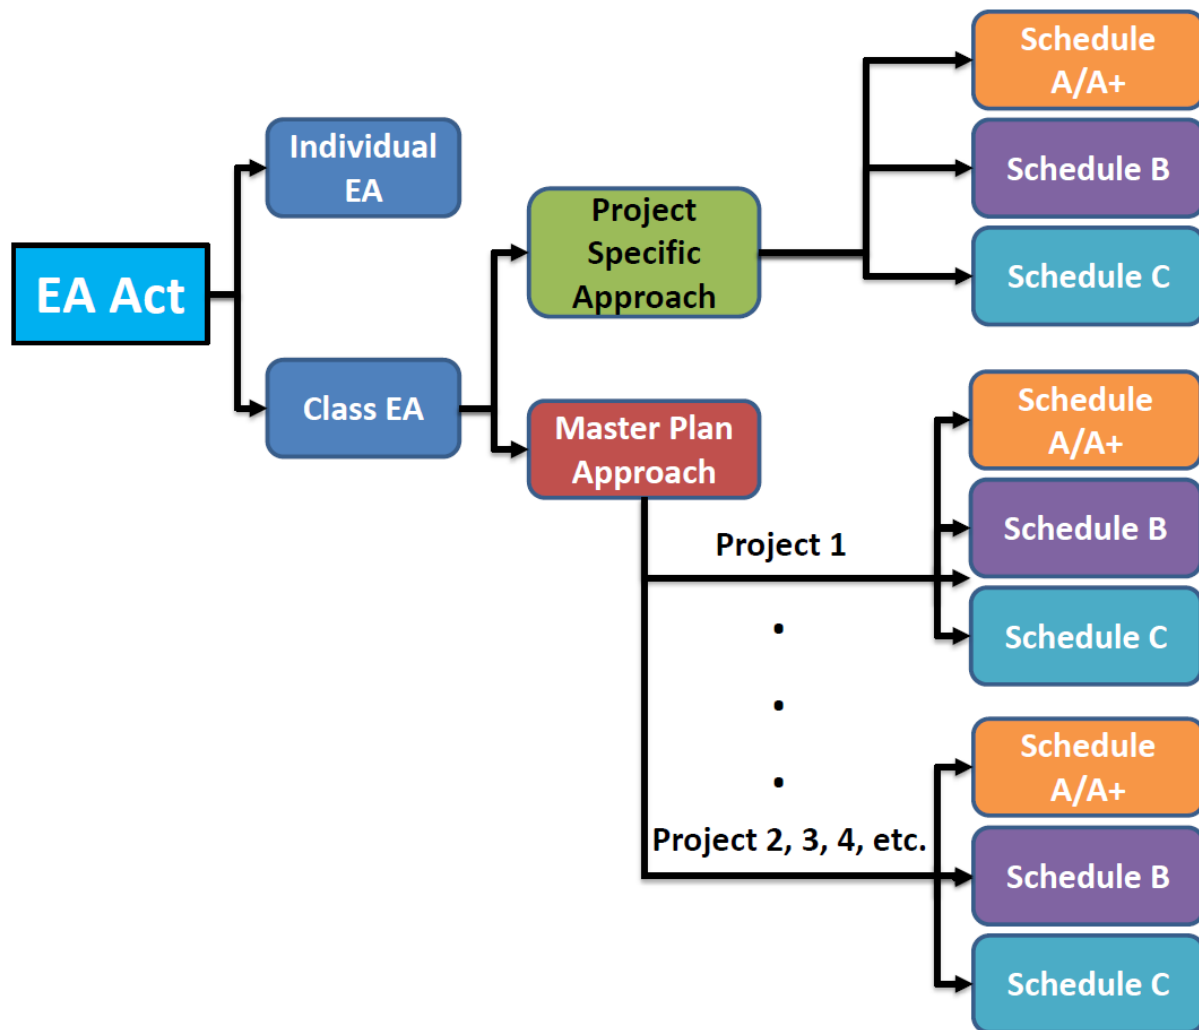 EA Act
Individual
EA
Class EA
Project
Specific
Approach
Master Plan
Approach
Schedule
A/A+
Schedule B
Schedule C
Project 1
Schedule
A/A+
Schedule B
Schedule C
Project 2, 3, 4, etc.
Schedule
A/A+
Schedule B
Schedule C